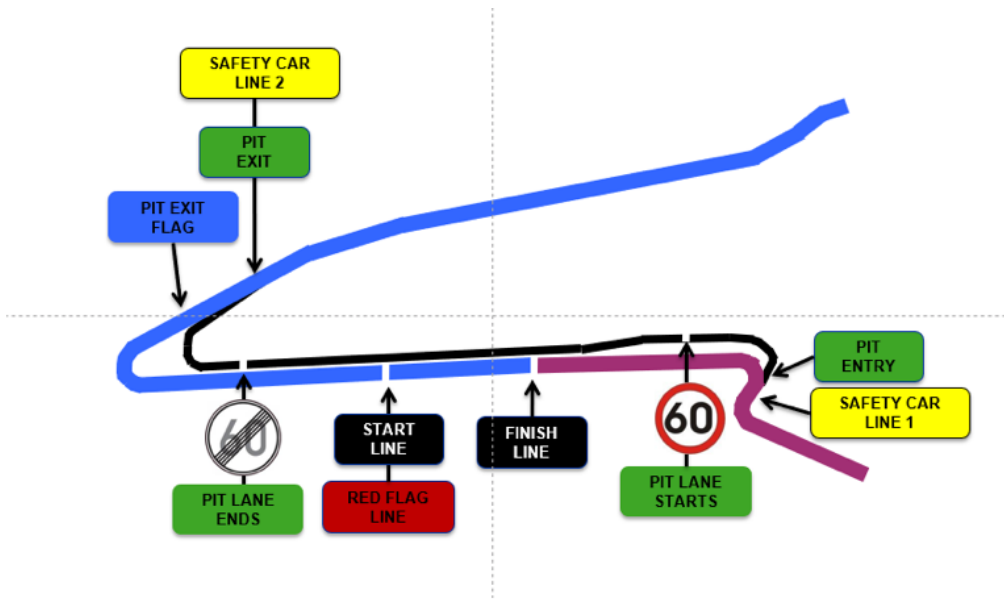 SAFETY CAR
LINE 2
PIT
EXIT
PIT EXIT
FLAG
PIT
ENTRY
SAFETY CAR
LINE 1
60
START
LINE
FINISH
LINE
60
RED FLAG
LINE
PIT LANE
ENDS
PIT LANE
STARTS